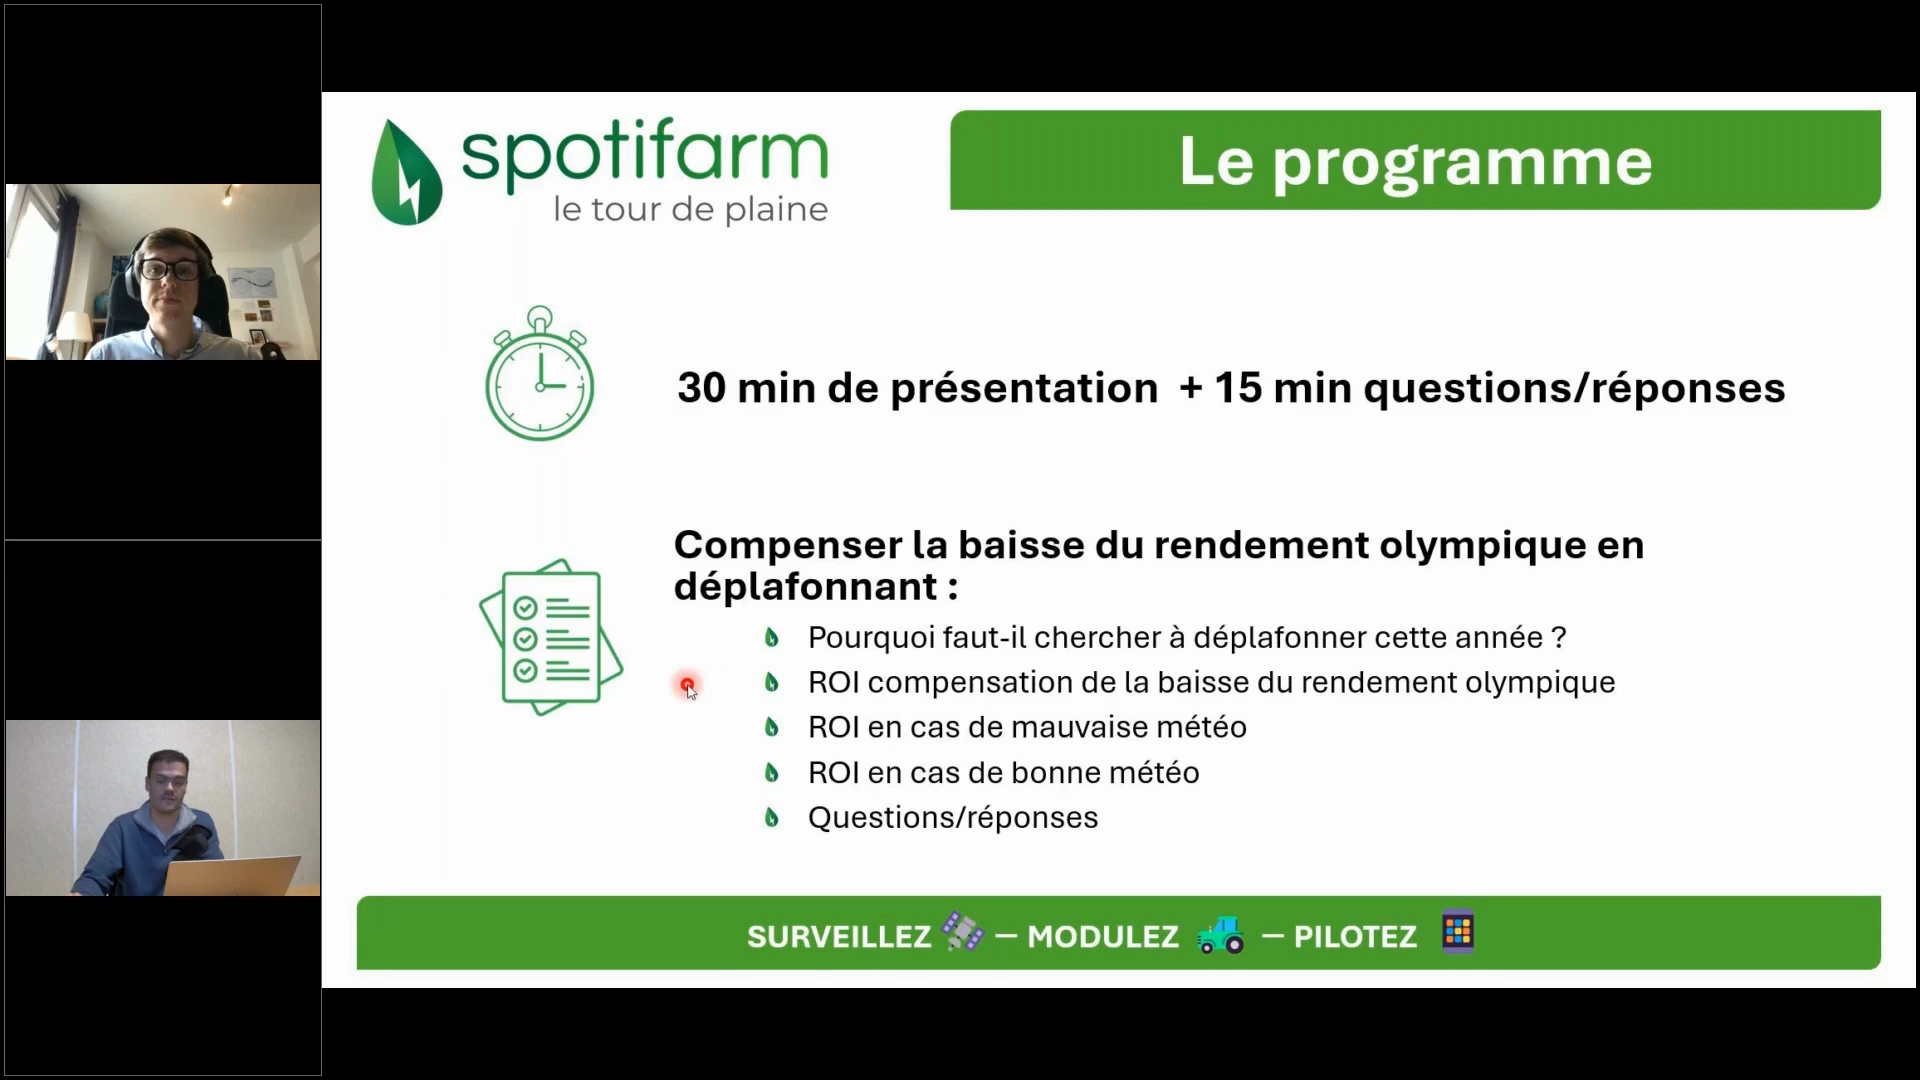 spotifarm
le tour de plaine
Le programme
30 min de présentation + 15 min questions/réponses
Compenser la baisse du rendement olympique en
déplafonnant :
Pourquoi faut-il chercher à déplafonner cette année ?
ROI compensation de la baisse du rendement olympique
ROI en cas de mauvaise météo
ROI en cas de bonne météo
Questions/réponses
SURVEILLEZ – MODULEZ – PILOTEZ